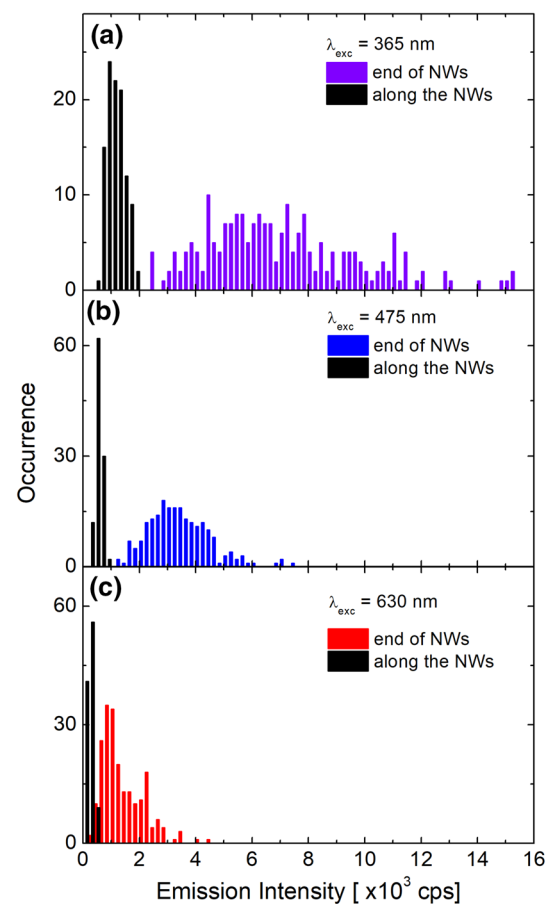 (a)
λexc = 365 nm
end of NWs
along the NWs
20
10
0
(b)
λexc = 475 nm
end of NWs
along the NWs
60
30
0
Occurrence
(c)
λexc = 630 nm
end of NWs
along the NWs
60
30
0
0 2 4 6 8 10 12 14 16
Emission Intensity [ x10³ cps]